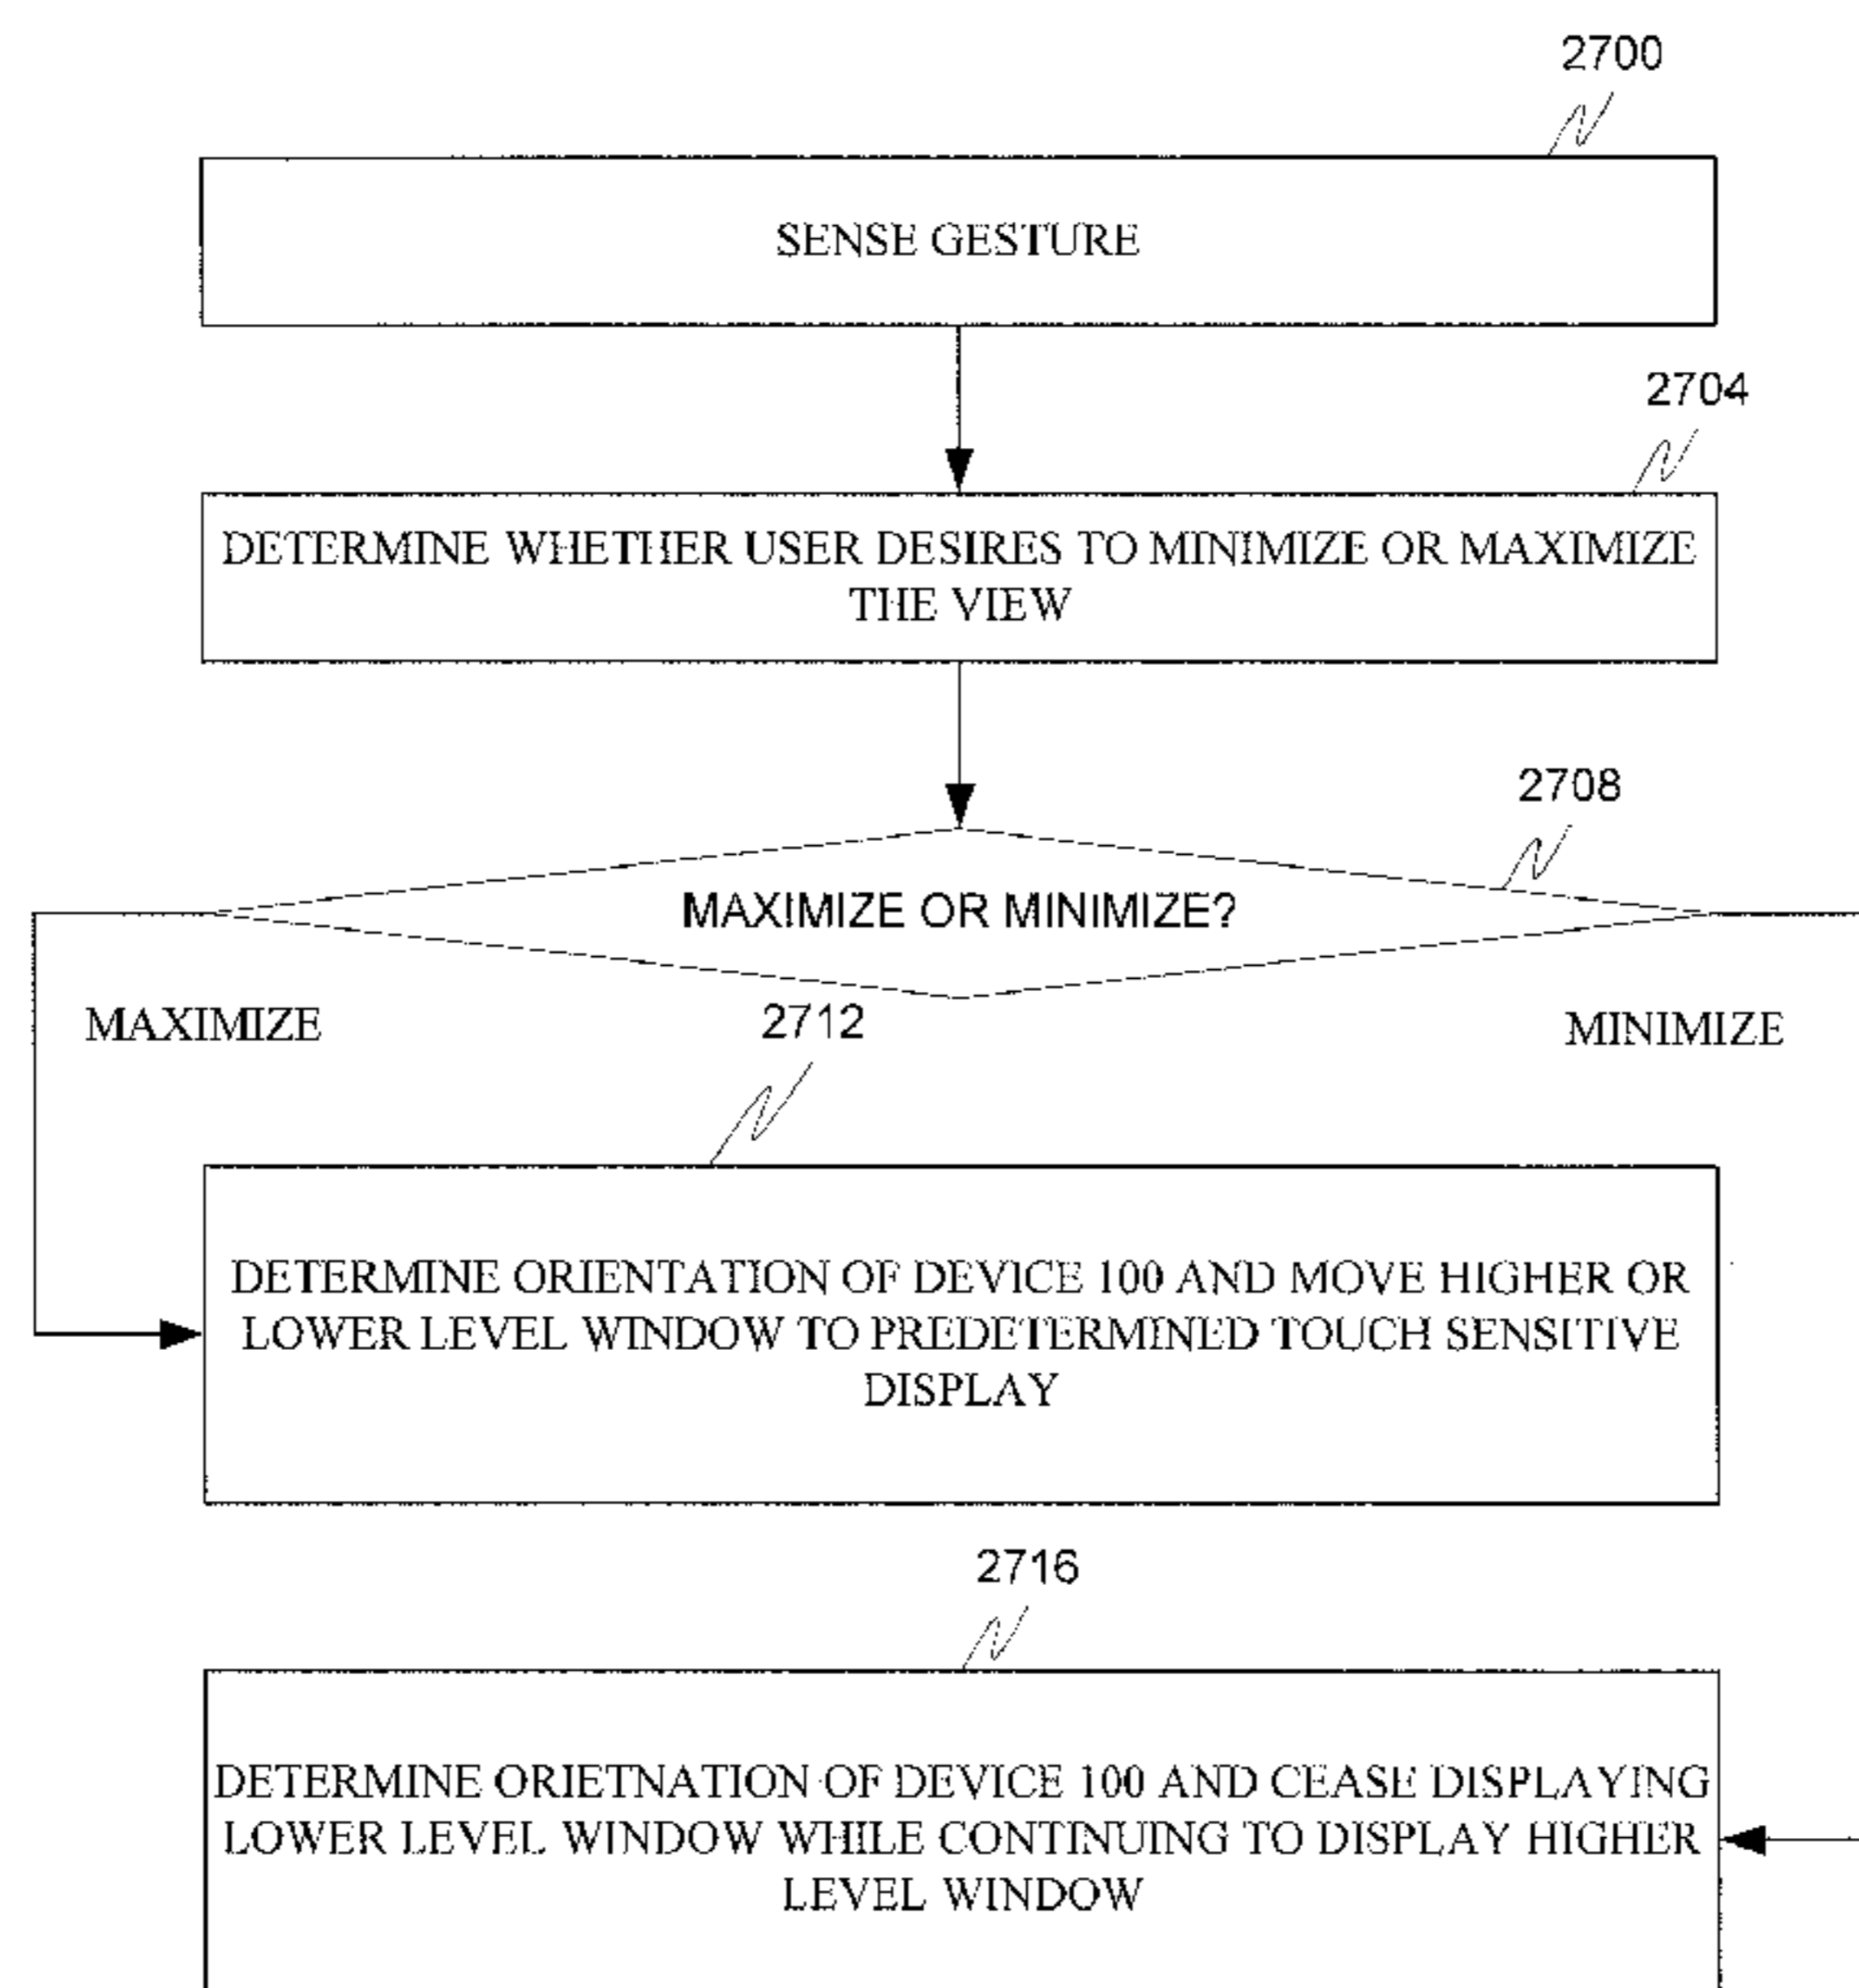 2700
SENSE GESTURE
2704
DETERMINE WHETHER USER DESIRES TO MINIMIZE OR MAXIMIZE
THE VIEW
2708
MAXIMIZE OR MINIMIZE?
MAXIMIZE
2712
MINIMIZE
DETERMINE ORIENTATION OF DEVICE 100 AND MOVE HIGHER OR
LOWER LEVEL WINDOW TO PREDETERMINED TOUCH SENSITIVE
DISPLAY
2716
DETERMINE ORIETNATION OF DEVICE 100 AND CEASE DISPLAYING
LOWER LEVEL WINDOW WHILE CONTINUING TO DISPLAY HIGHER
LEVEL WINDOW